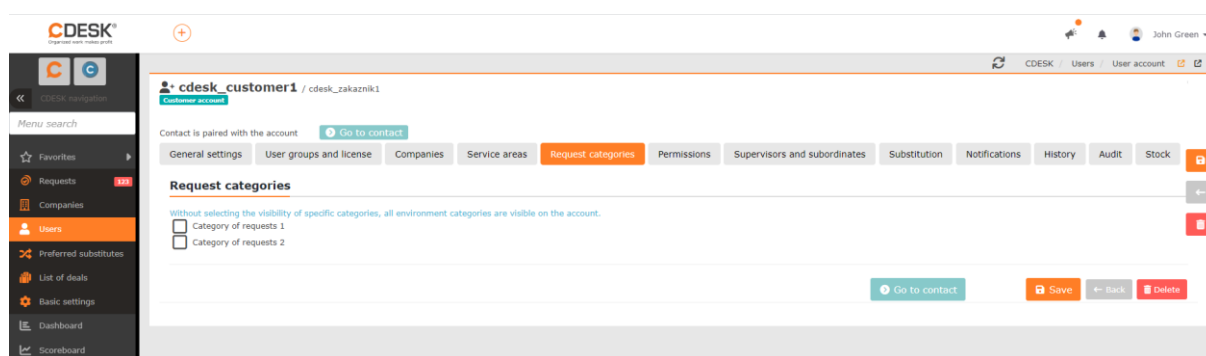 CDESK®
Organized work makes profit
John Green
C C
CDESK navigation
CDESK / Users / User account
cdesk_customer1 / cdesk_zakaznik1
Customer account
Menu search
Contact is paired with the account
Go to contact
General settings User groups and license Companies Service areas Request categories Permissions Supervisors and subordinates Substitution Notifications History Audit Stock
Favorites
Requests 123
Companies
Users
Preferred substitutes
List of deals
Basic settings
Dashboard
Scoreboard
Request categories
Without selecting the visibility of specific categories, all environment categories are visible on the account.
Category of requests 1
Category of requests 2
Go to contact Save ← Back Delete